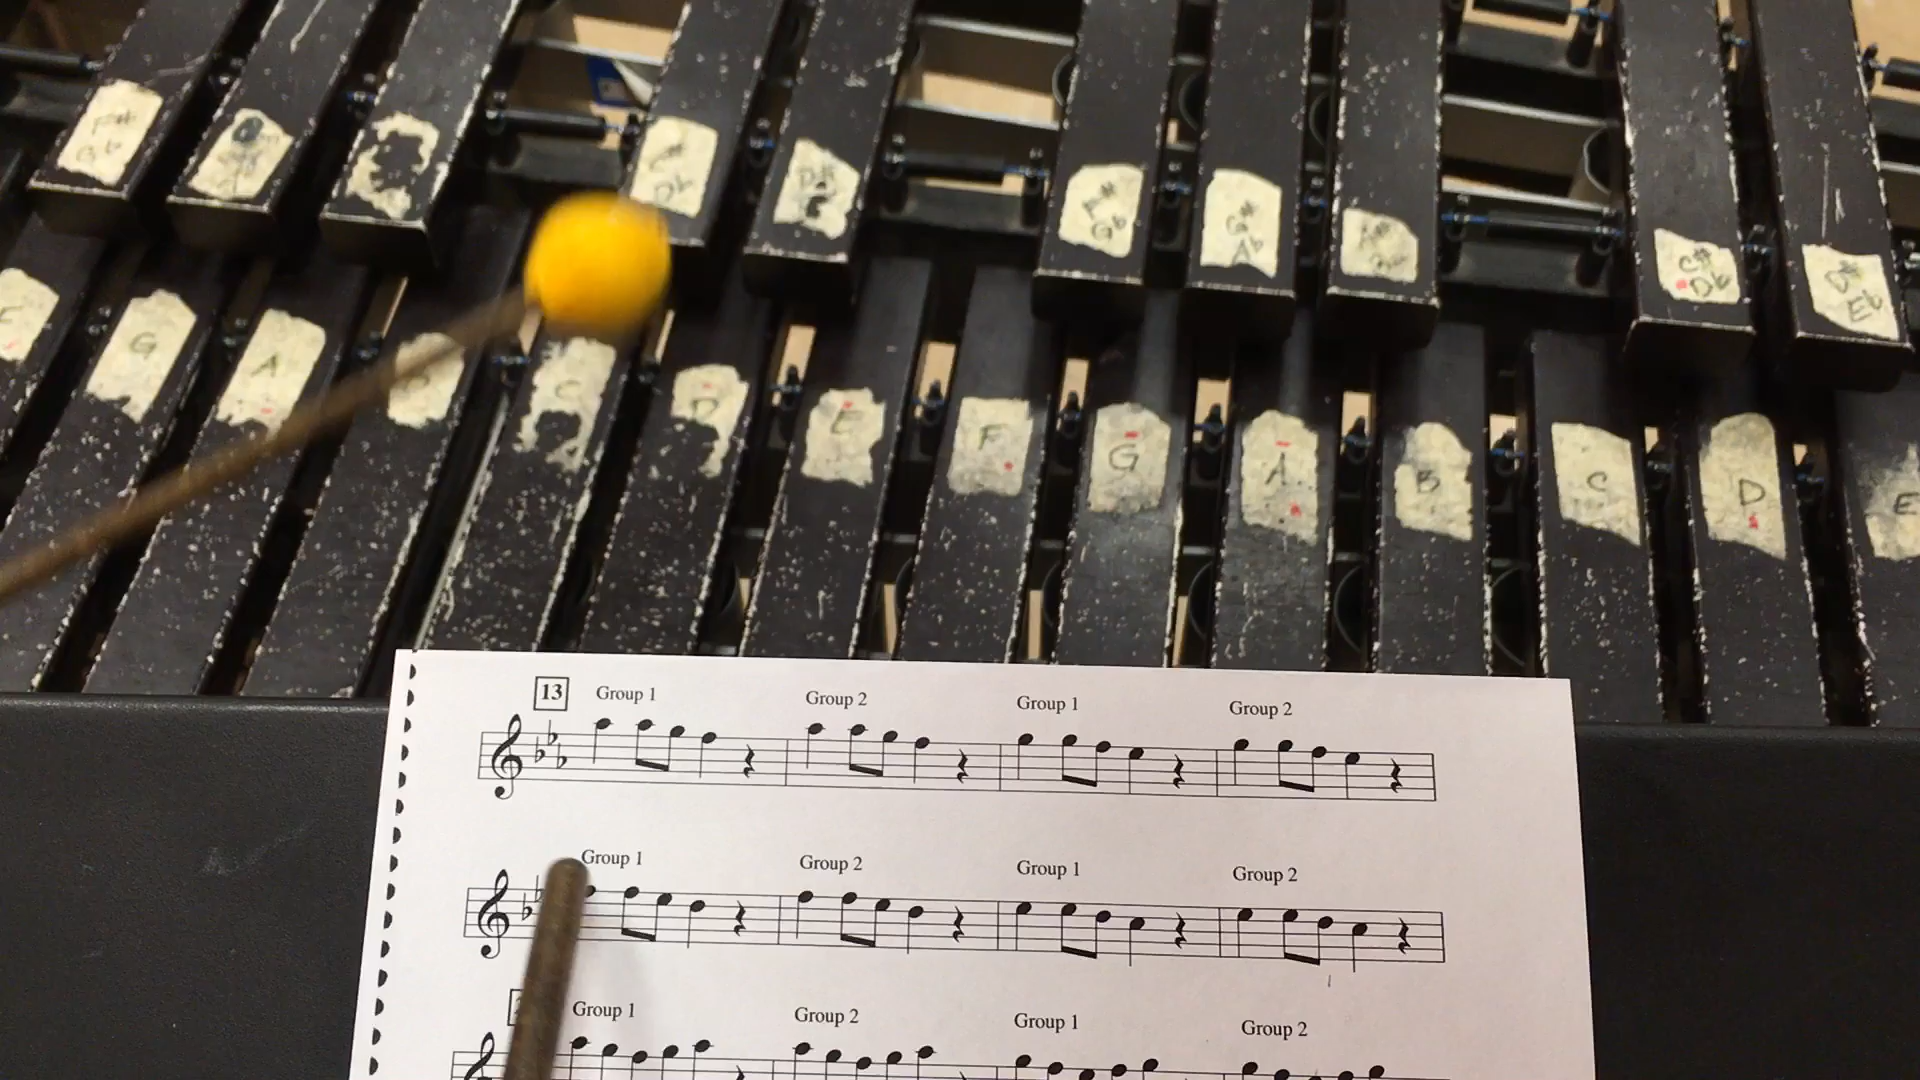 F#
Gb
C#
Db
D#
F#
Gb
G#
Ab
C#
Db
D#
Eb
G
A
C
D
E
F
G
A
B
C
D
E
13
Group 1
Group 2
Group 1
Group 2
Group 1
Group 2
Group 1
Group 2
Group 1
Group 2
Group 1
Group 2